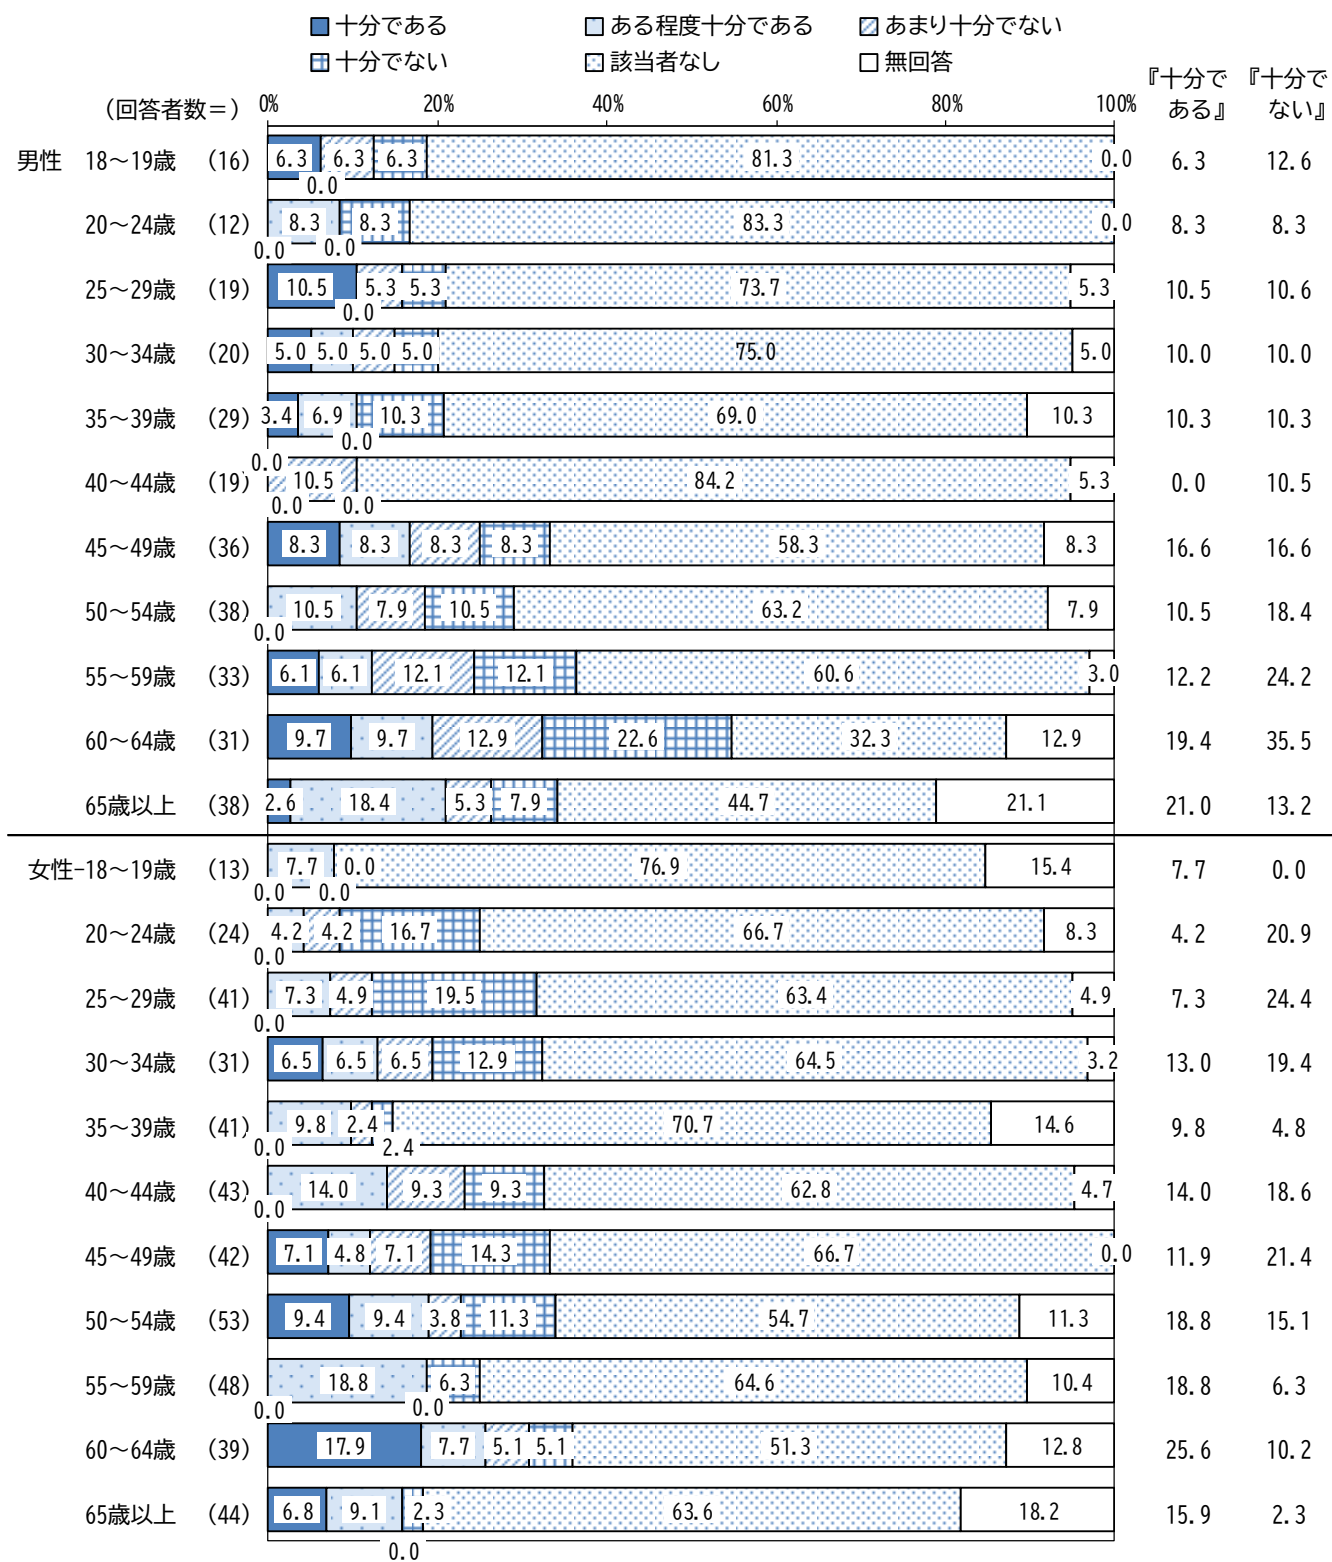 十分である ある程度十分である あまり十分でない
十分でない 該当者なし 無回答
『十分である』 『十分でない』
（回答者数＝） 0% 20% 40% 60% 80% 100%
男性 18～19歳 (16) 6.3 0.0 6.3 6.3 81.3 0.0 6.3 12.6
20～24歳 (12) 0.0 8.3 0.0 8.3 83.3 0.0 8.3 8.3
25～29歳 (19) 10.5 0.0 5.3 5.3 73.7 5.3 10.5 10.6
30～34歳 (20) 5.0 5.0 5.0 5.0 75.0 5.0 10.0 10.0
35～39歳 (29) 3.4 6.9 0.0 10.3 69.0 10.3 10.3 10.3
40～44歳 (19) 0.0 0.0 10.5 0.0 84.2 5.3 0.0 10.5
45～49歳 (36) 8.3 8.3 8.3 8.3 58.3 8.3 16.6 16.6
50～54歳 (38) 0.0 10.5 7.9 10.5 63.2 7.9 10.5 18.4
55～59歳 (33) 6.1 6.1 12.1 12.1 60.6 3.0 12.2 24.2
60～64歳 (31) 9.7 9.7 12.9 22.6 32.3 12.9 19.4 35.5
65歳以上 (38) 2.6 18.4 5.3 7.9 44.7 21.1 21.0 13.2
女性-18～19歳 (13) 0.0 7.7 0.0 0.0 76.9 15.4 7.7 0.0
20～24歳 (24) 0.0 4.2 4.2 16.7 66.7 8.3 4.2 20.9
25～29歳 (41) 0.0 7.3 4.9 19.5 63.4 4.9 7.3 24.4
30～34歳 (31) 6.5 6.5 6.5 12.9 64.5 3.2 13.0 19.4
35～39歳 (41) 0.0 9.8 2.4 2.4 70.7 14.6 9.8 4.8
40～44歳 (43) 0.0 14.0 9.3 9.3 62.8 4.7 14.0 18.6
45～49歳 (42) 7.1 4.8 7.1 14.3 66.7 0.0 11.9 21.4
50～54歳 (53) 9.4 9.4 3.8 11.3 54.7 11.3 18.8 15.1
55～59歳 (48) 0.0 18.8 0.0 6.3 64.6 10.4 18.8 6.3
60～64歳 (39) 17.9 7.7 5.1 5.1 51.3 12.8 25.6 10.2
65歳以上 (44) 6.8 9.1 0.0 2.3 63.6 18.2 15.9 2.3